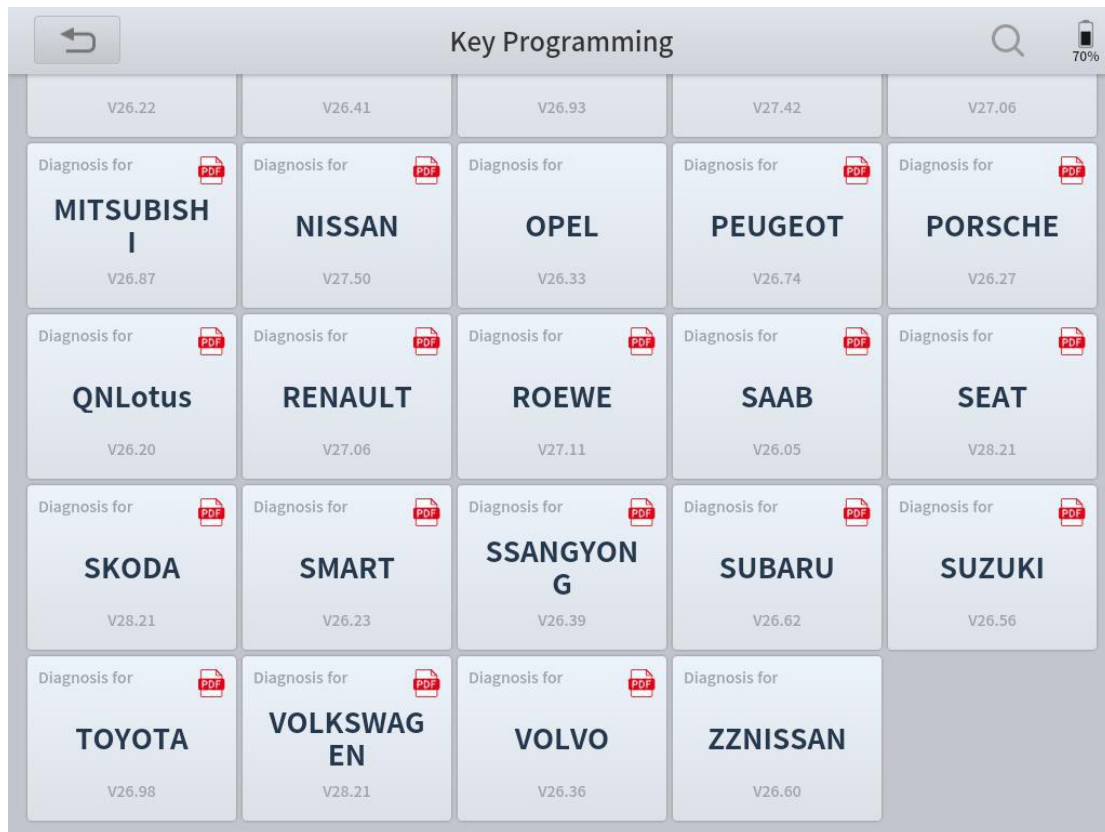 Key Programming
70%
V26.22
V26.41
V26.93
V27.42
V27.06
Diagnosis for
PDF
MITSUBISH
I
V26.87
Diagnosis for
PDF
NISSAN
V27.50
Diagnosis for
OPEL
V26.33
Diagnosis for
PDF
PEUGEOT
V26.74
Diagnosis for
PDF
PORSCHE
V26.27
Diagnosis for
PDF
QNLotus
V26.20
Diagnosis for
PDF
RENAULT
V27.06
Diagnosis for
PDF
ROEWE
V27.11
Diagnosis for
PDF
SAAB
V26.05
Diagnosis for
PDF
SEAT
V28.21
Diagnosis for
PDF
SKODA
V28.21
Diagnosis for
PDF
SMART
V26.23
Diagnosis for
PDF
SSANGYON
G
V26.39
Diagnosis for
PDF
SUBARU
V26.62
Diagnosis for
PDF
SUZUKI
V26.56
Diagnosis for
PDF
TOYOTA
V26.98
Diagnosis for
PDF
VOLKSWAG
EN
V28.21
Diagnosis for
PDF
VOLVO
V26.36
Diagnosis for
ZZNISSAN
V26.60